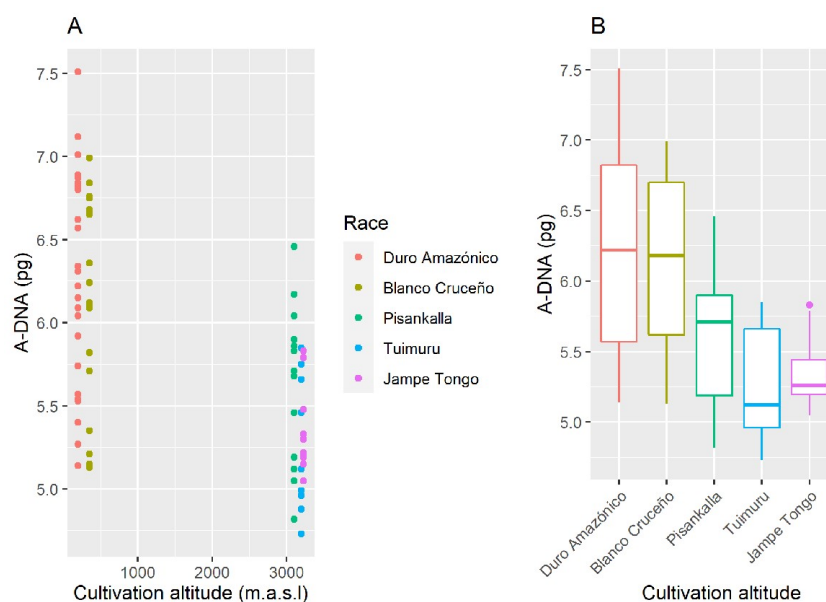 A
7.5
7.0
6.5
6.0
5.5
5.0
A-DNA (pg)
1000
2000
3000
Cultivation altitude (m.a.s.l)
Race
Duro Amazónico
Blanco Cruceño
Pisankalla
Tuimuru
Jampe Tongo
B
7.5
7.0
6.5
6.0
5.5
5.0
A-DNA (pg)
Duro Amazónico
Blanco Cruceño
Pisankalla
Tuimuru
Jampe Tongo
Cultivation altitude